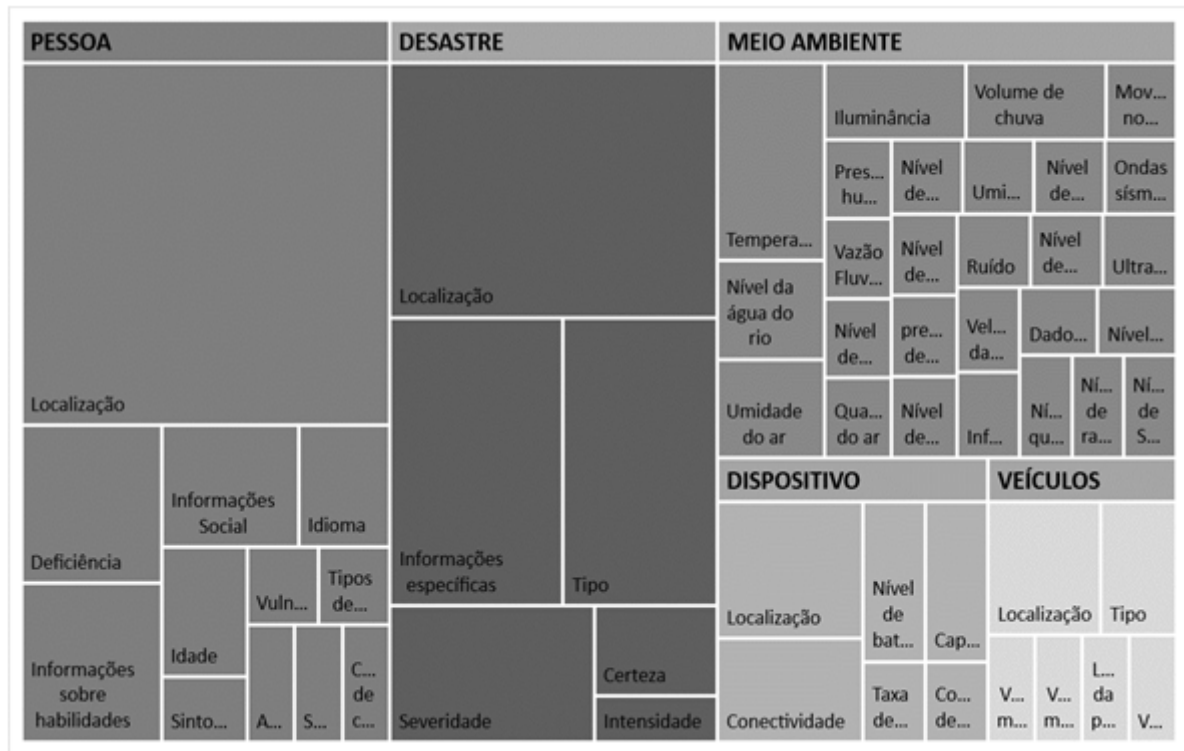 PESSOA
Localização
Deficiência
Informações
Social
Idioma
Informações
sobre
habilidades
Idade
Vuln...
Tipos
de...
Sinto...
A...
S...
C...
de
c...
DESASTRE
Localização
Informações
específicas
Tipo
Severidade
Certeza
Intensidade
MEIO AMBIENTE
Tempera...
Nível da
água do
rio
Umidade
do ar
Iluminância
Volume de
chuva
Mov...
no...
Pres...
hu...
Nível
de...
Umi...
Nível
de...
Ondas
sísm...
Vazão
Fluv...
Nível
de...
Ruído
Nível
de...
Ultra...
Nível
de...
pre...
de...
Vel...
da...
Dado...
Nível...
Qua...
do ar
Nível
de...
Inf...
Ní...
qu...
Ní...
de
ra...
Ní...
de
S...
DISPOSITIVO
Localização
Conectividade
Nível
de
bat...
Cap...
Taxa
de...
Co...
de...
VEÍCULOS
Localização
Tipo
V...
m...
V...
m...
L...
da
p...
V...